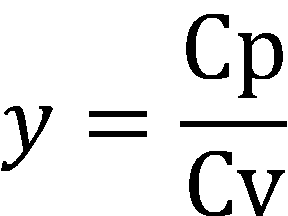 y = Cp/Cv